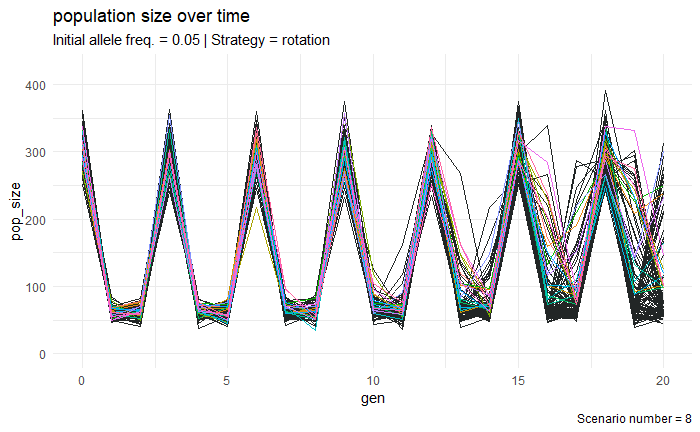 population size over time
Initial allele freq. = 0.05 | Strategy = rotation
400
300
200
100
0
pop_size
0 5 10 15 20
gen
Scenario number = 8